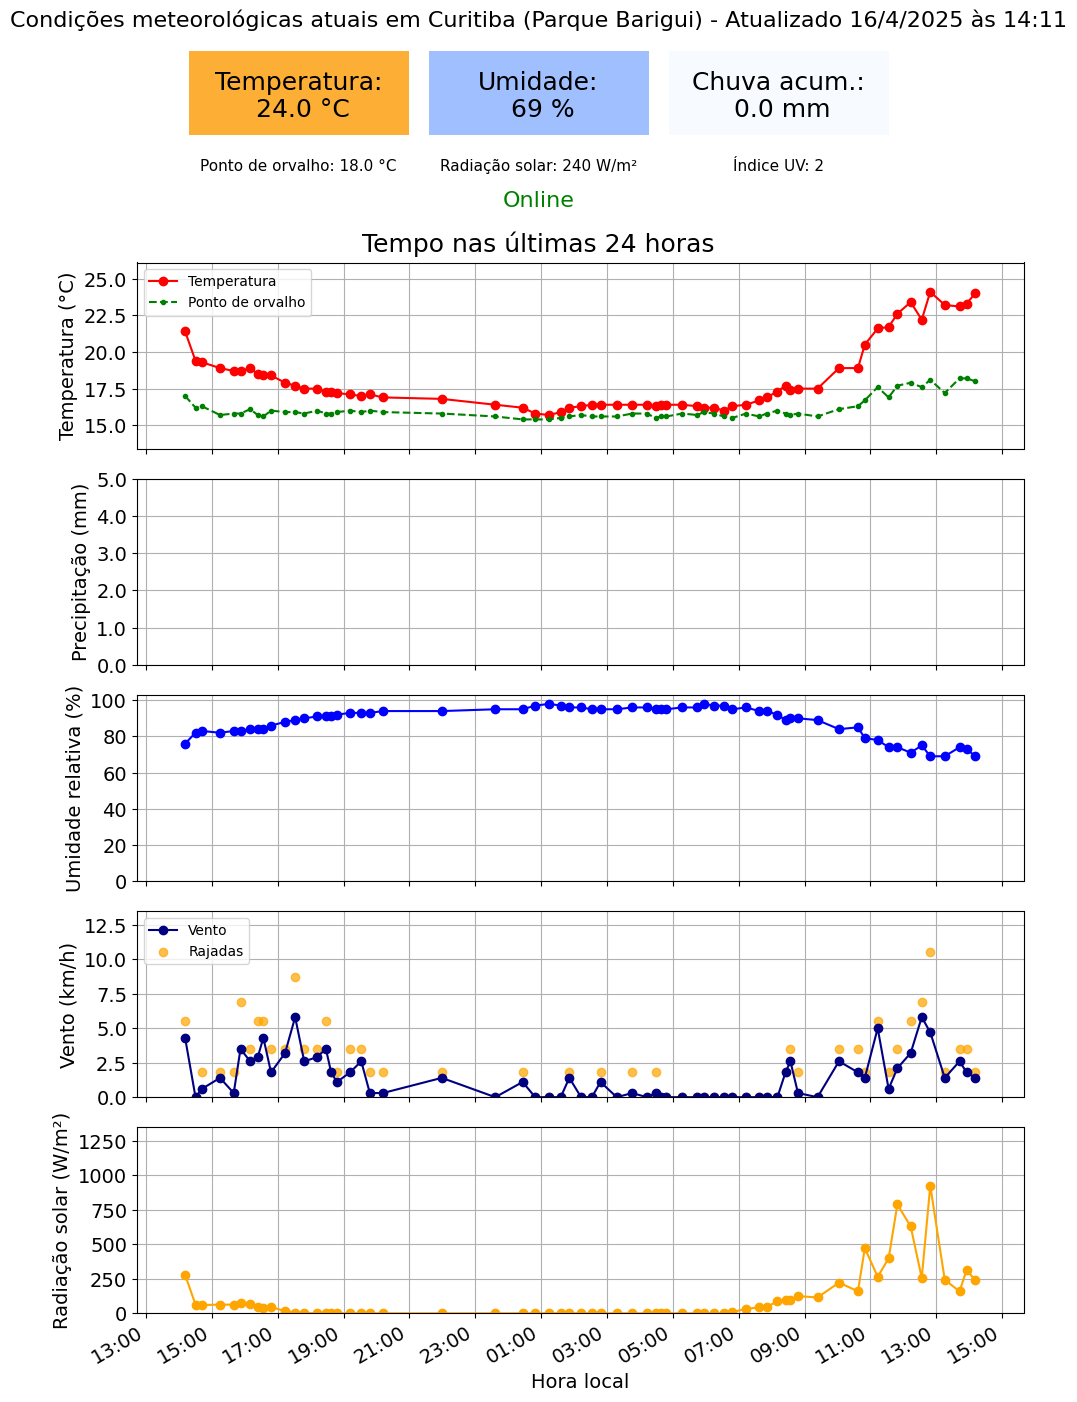 Condições meteorológicas atuais em Curitiba (Parque Barigui) - Atualizado 16/4/2025 às 14:11
Temperatura:
24.0 °C
Umidade:
69 %
Chuva acum.:
0.0 mm
Ponto de orvalho: 18.0 °C
Radiação solar: 240 W/m²
Índice UV: 2
Online
Tempo nas últimas 24 horas
Temperatura (°C)
25.0
22.5
20.0
17.5
15.0
Temperatura
Ponto de orvalho
Precipitação (mm)
5.0
4.0
3.0
2.0
1.0
0.0
Umidade relativa (%)
100
80
60
40
20
0
Vento (km/h)
12.5
10.0
7.5
5.0
2.5
0.0
Vento
Rajadas
Radiação solar (W/m²)
1250
1000
750
500
250
0
13:00
15:00
17:00
19:00
21:00
23:00
01:00
03:00
05:00
07:00
09:00
11:00
13:00
15:00
Hora local